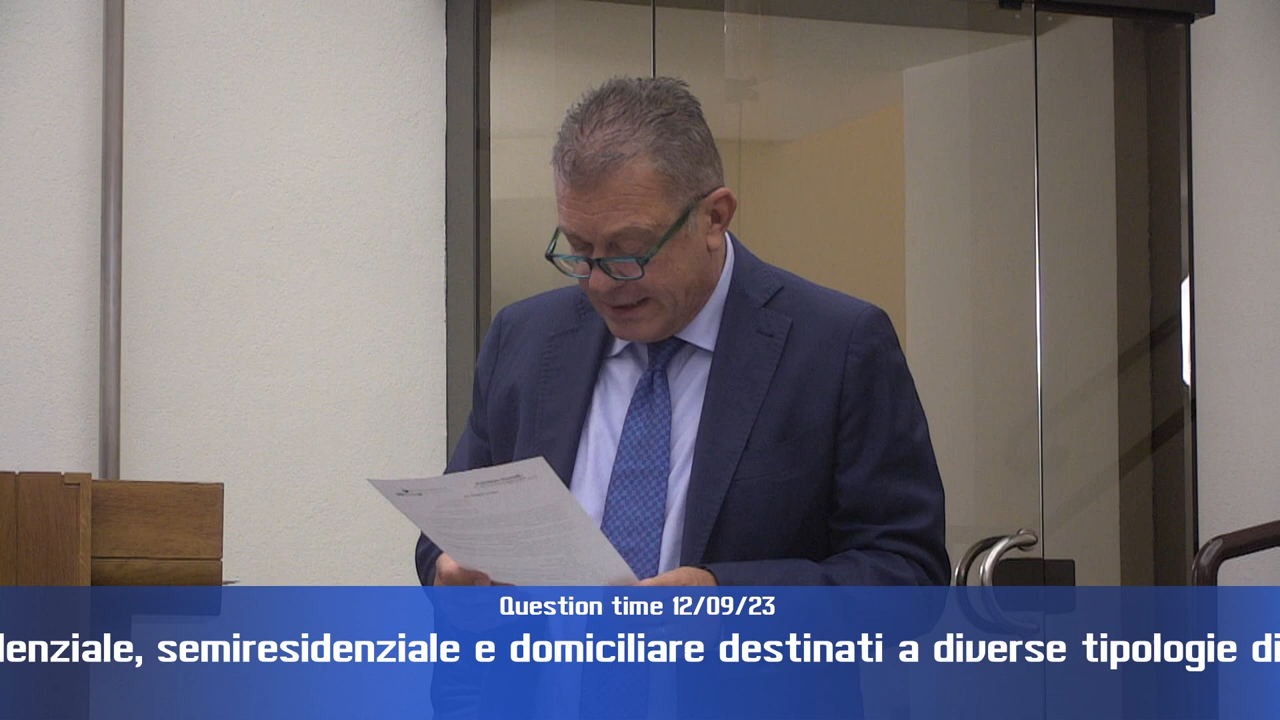 Question time 12/09/23
denziale, semiresidenziale e domiciliare destinati a diverse tipologie di